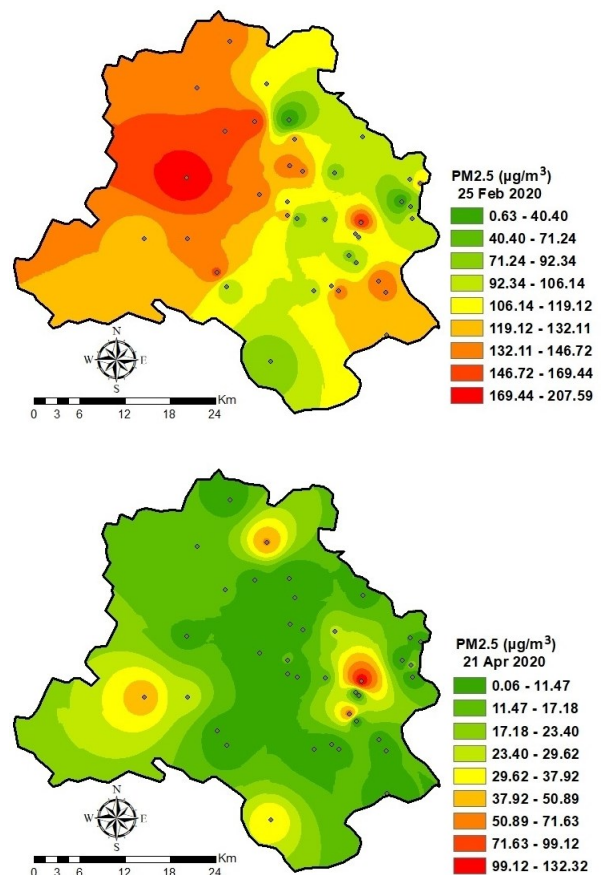 PM2.5 (µg/m³)
25 Feb 2020
0.63 - 40.40
40.40 - 71.24
71.24 - 92.34
92.34 - 106.14
106.14 - 119.12
119.12 - 132.11
132.11 - 146.72
146.72 - 169.44
169.44 - 207.59
N
W E
S
Km
0 3 6 12 18 24
PM2.5 (µg/m³)
21 Apr 2020
0.06 - 11.47
11.47 - 17.18
17.18 - 23.40
23.40 - 29.62
29.62 - 37.92
37.92 - 50.89
50.89 - 71.63
71.63 - 99.12
99.12 - 132.32
N
W E
S
Km
0 3 6 12 18 24